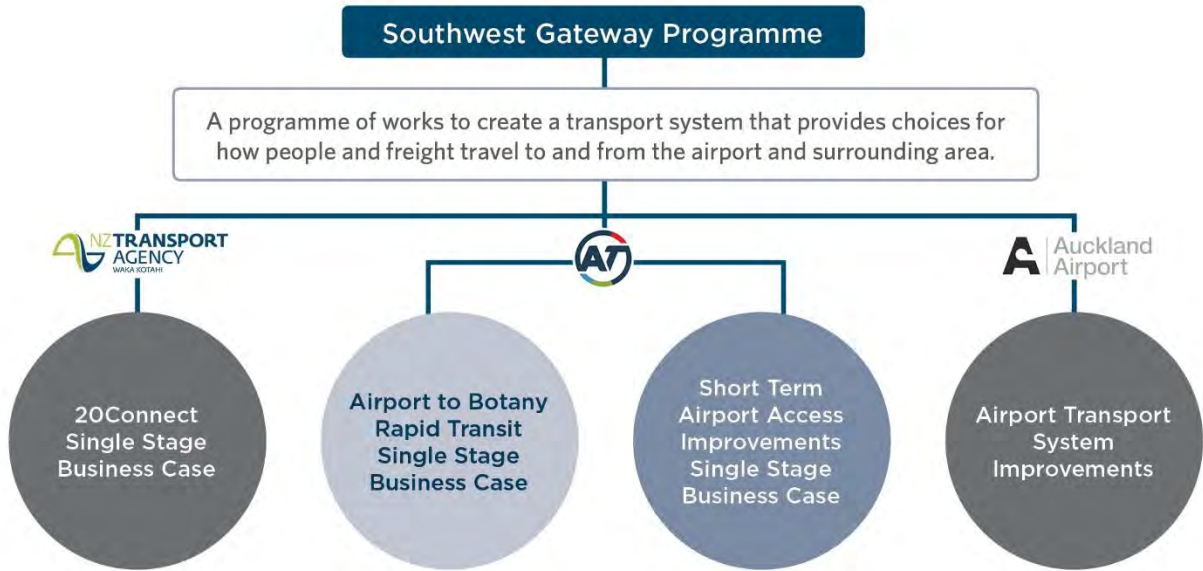 Southwest Gateway Programme
A programme of works to create a transport system that provides choices for
how people and freight travel to and from the airport and surrounding area.
NZTRANSPORT
AGENCY
WAKA KOTAHI
AT
Auckland
Airport
20Connect
Single Stage
Business Case
Airport to Botany
Rapid Transit
Single Stage
Business Case
Short Term
Airport Access
Improvements
Single Stage
Business Case
Airport Transport
System
Improvements